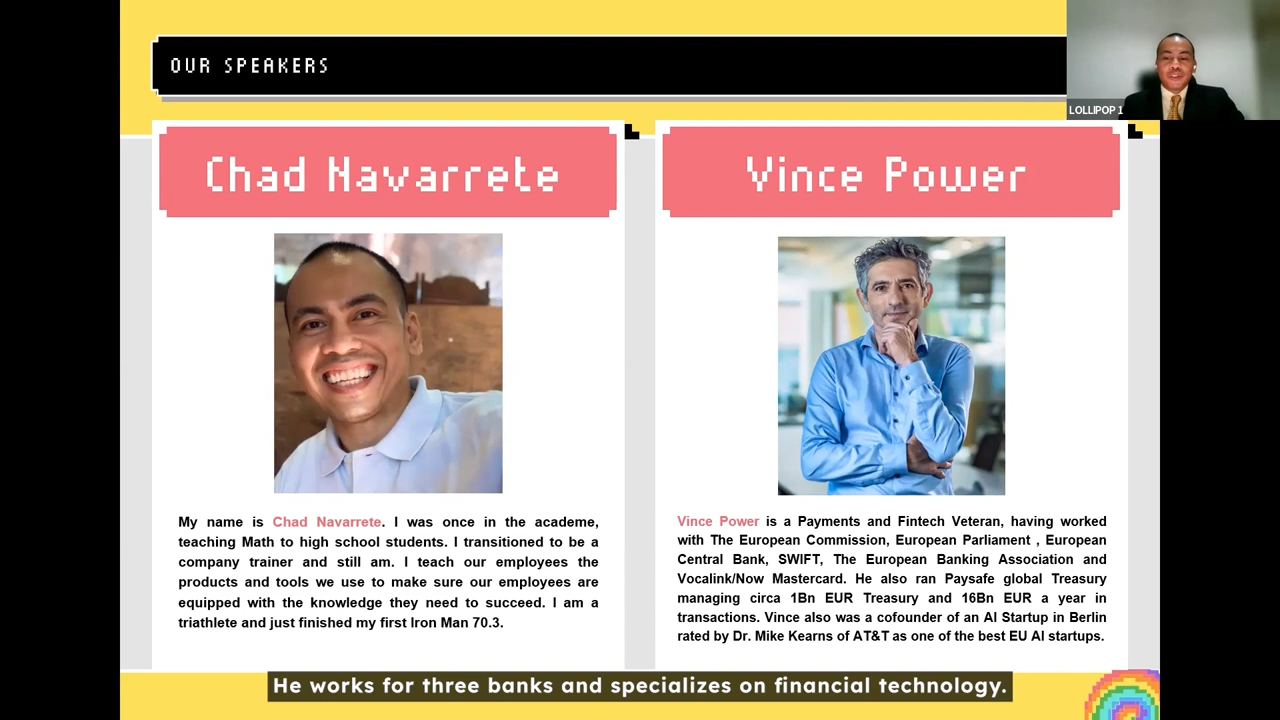 OUR SPEAKERS
LOLLIPOP 1
Chad Navarrete
Vince Power
My name is Chad Navarrete. I was once in the academe,
teaching Math to high school students. I transitioned to be a
company trainer and still am. I teach our employees the
products and tools we use to make sure our employees are
equipped with the knowledge they need to succeed. I am a
triathlete and just finished my first Iron Man 70.3.
Vince Power is a Payments and Fintech Veteran, having worked
with The European Commission, European Parliament , European
Central Bank, SWIFT, The European Banking Association and
Vocalink/Now Mastercard. He also ran Paysafe global Treasury
managing circa 1Bn EUR Treasury and 16Bn EUR a year in
transactions. Vince also was a cofounder of an AI Startup in Berlin
rated by Dr. Mike Kearns of AT&T as one of the best EU AI startups.
He works for three banks and specializes on financial technology.